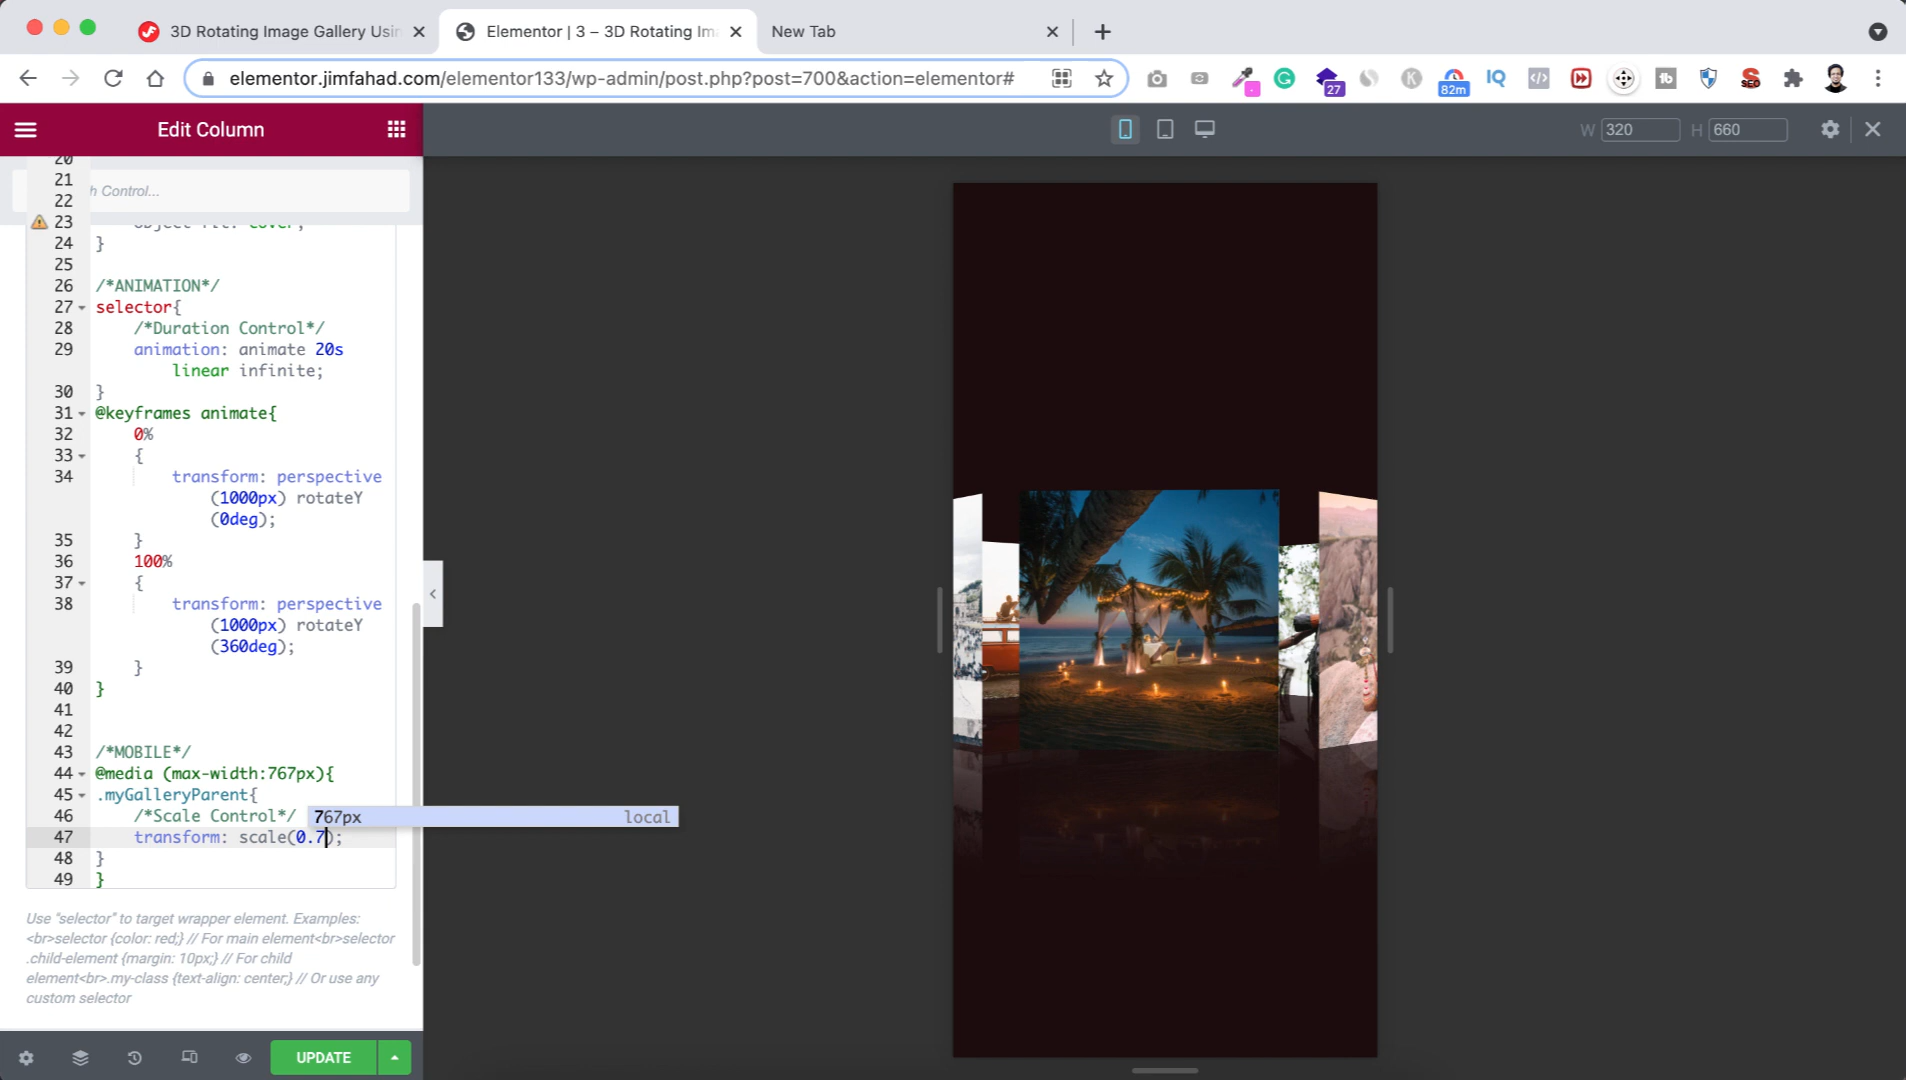 3D Rotating Image Gallery Usin
Elementor | 3 – 3D Rotating Im
New Tab
elementor.jimfahad.com/elementor133/wp-admin/post.php?post=700&action=elementor#
27
82m
IQ
SEO
Edit Column
W 320 H 660
20
21
h Control...
22
23 object-fit: cover;
24 }
25
26 /*ANIMATION*/
27 selector{
28 /*Duration Control*/
29 animation: animate 20s
linear infinite;
30 }
31 @keyframes animate{
32 0%
33 {
34 transform: perspective
(1000px) rotateY
(0deg);
35 }
36 100%
37 {
38 transform: perspective
(1000px) rotateY
(360deg);
39 }
40 }
41
42
43 /*MOBILE*/
44 @media (max-width:767px){
45 .myGalleryParent{
46 /*Scale Control*/
767px local
47 transform: scale(0.7);
48 }
49 }
Use "selector" to target wrapper element. Examples:
<br>selector {color: red;} // For main element<br>selector
.child-element {margin: 10px;} // For child
element<br>.my-class {text-align: center;} // Or use any
custom selector
UPDATE